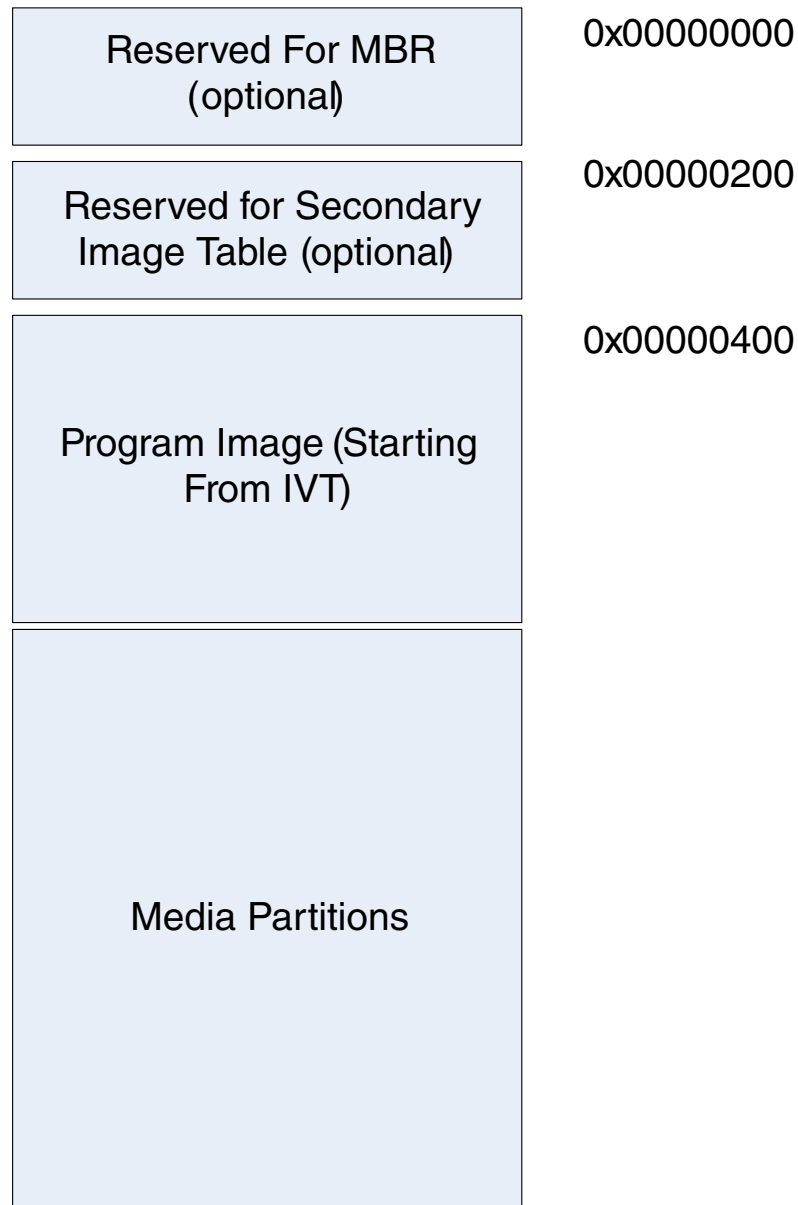 Reserved For MBR
(optional)
0x00000000
Reserved for Secondary
Image Table (optional)
0x00000200
Program Image (Starting
From IVT)
0x00000400
Media Partitions